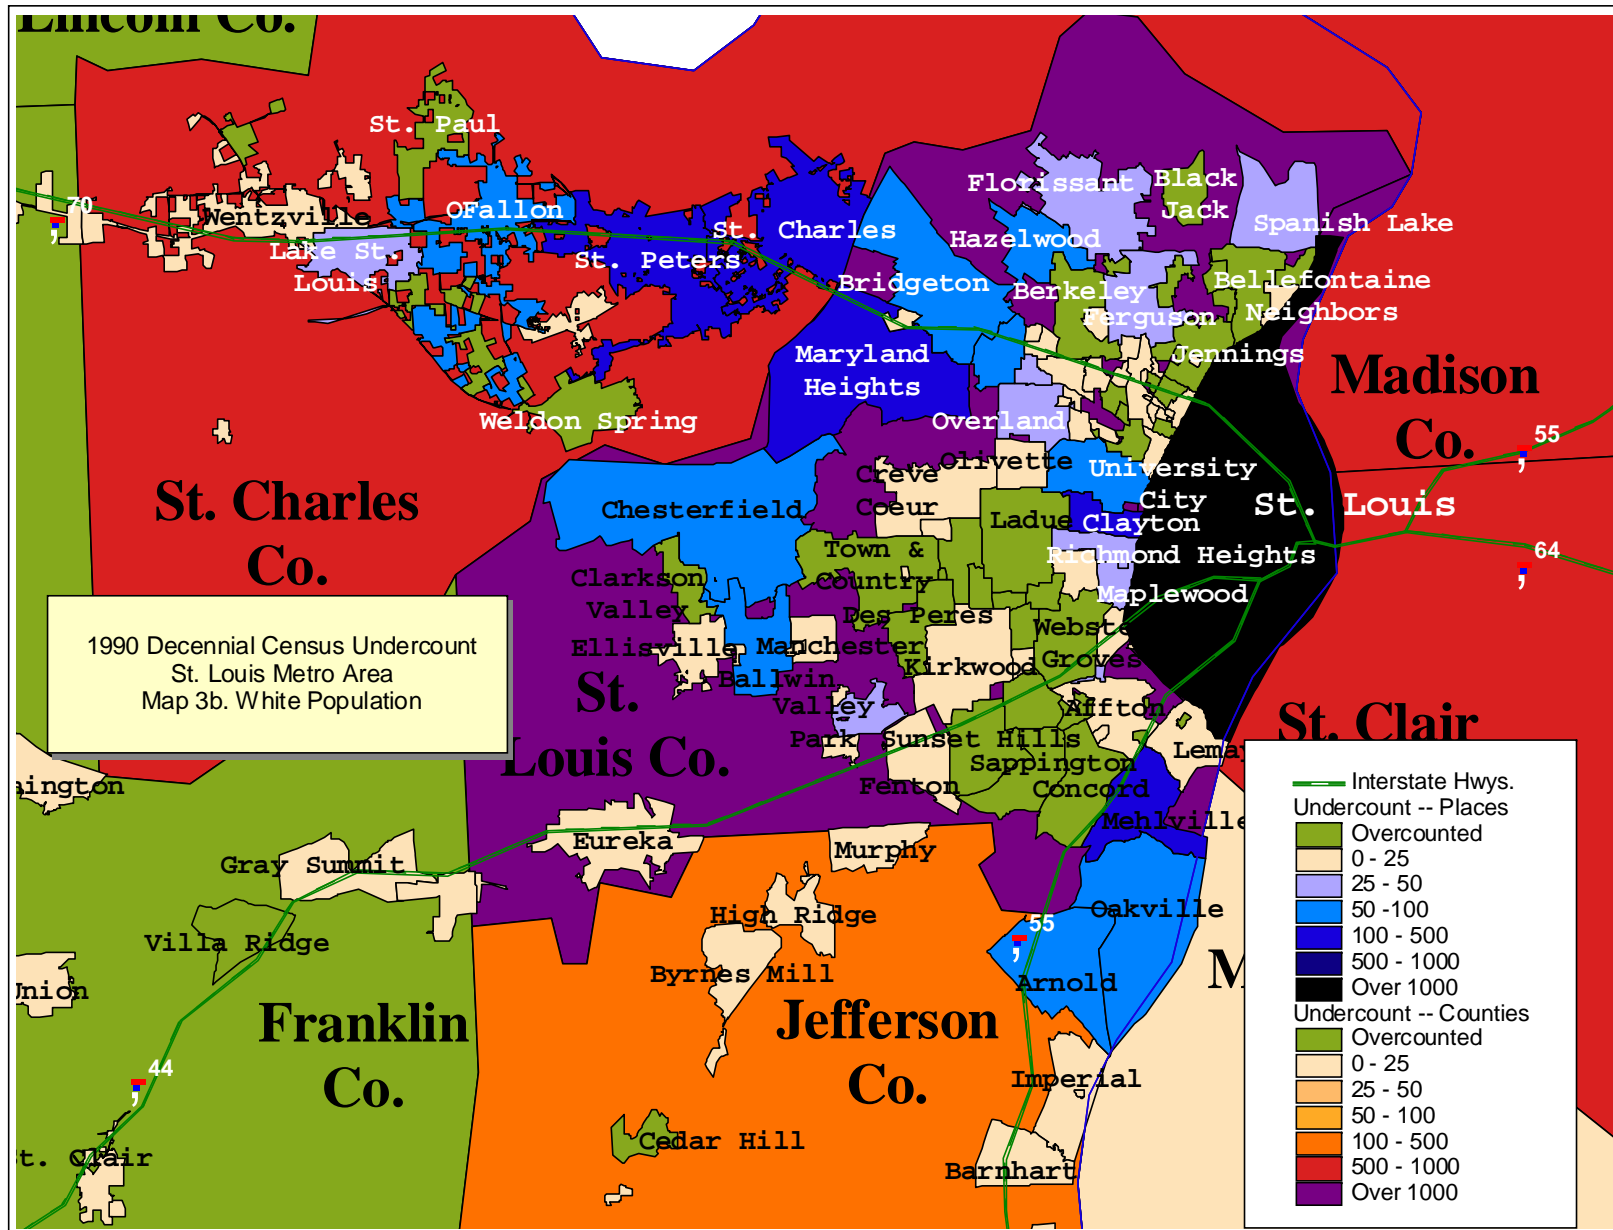 Lincoln Co.
St. Paul
70
Wentzville
OFallon
Lake St.
Louis
St. Charles
St. Peters
Weldon Spring
Florissant
Black
Jack
Spanish Lake
Hazelwood
Bridgeton
Berkeley
Bellefontaine
Neighbors
Ferguson
Jennings
Maryland
Heights
Overland
Madison
Co.
55
St. Charles
Co.
Creve
Coeur
Olivette
University
City
St. Louis
Chesterfield
Ladue
Clayton
Richmond Heights
64
Town &
Country
Clarkson
Valley
Maplewood
Des Peres
Webste
Groves
Ellisville
Manchester
Kirkwood
Ballwin
1990 Decennial Census Undercount
St. Louis Metro Area
Map 3b. White Population
St.
Louis Co.
Valley
Park
Affton
Sunset Hills
Sappington
Lemay
St. Clair
Fenton
Concord
Mehlville
Eureka
Murphy
Gray Summit
Villa Ridge
High Ridge
Oakville
55
Byrnes Mill
Arnold
M
Union
Franklin
Co.
Jefferson
Co.
44
Imperial
Cedar Hill
St. Clair
Barnhart
Interstate Hwys.
Undercount -- Places
Overcounted
0 - 25
25 - 50
50 -100
100 - 500
500 - 1000
Over 1000
Undercount -- Counties
Overcounted
0 - 25
25 - 50
50 - 100
100 - 500
500 - 1000
Over 1000